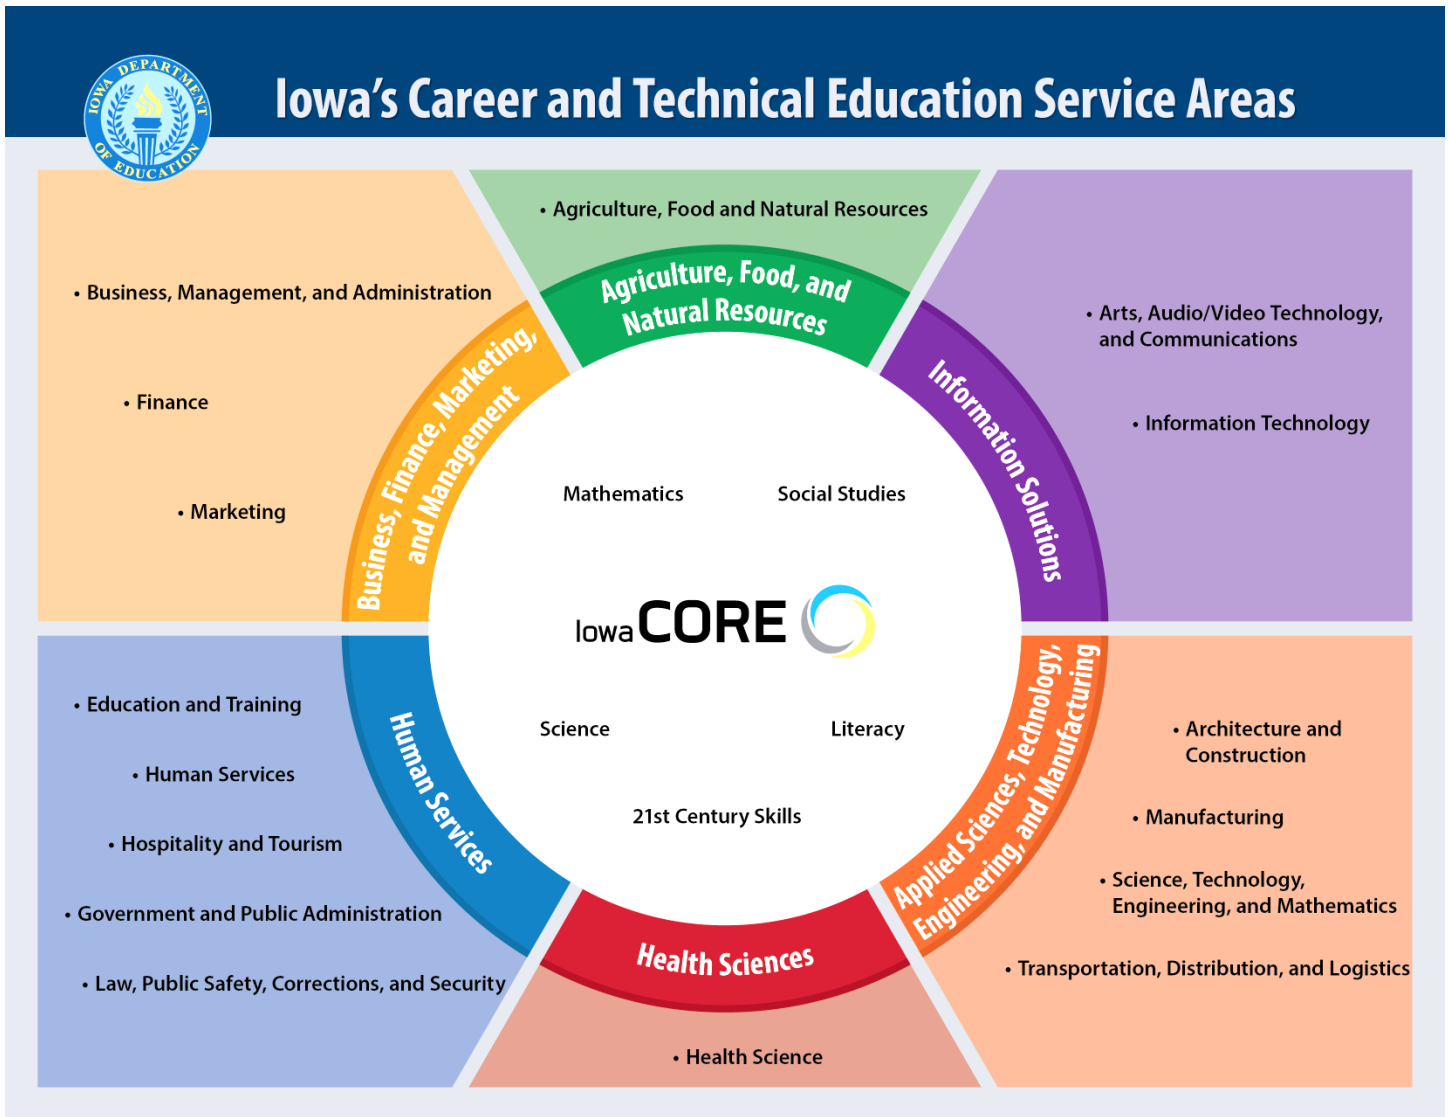 IOWA DEPARTMENT
OF EDUCATION
Iowa's Career and Technical Education Service Areas
• Agriculture, Food and Natural Resources
Agriculture, Food, and
Natural Resources
• Business, Management, and Administration
• Finance
• Marketing
Business, Finance, Marketing,
and Management
• Arts, Audio/Video Technology,
and Communications
• Information Technology
Information Solutions
Mathematics
Social Studies
Iowa CORE
Science
Literacy
21st Century Skills
• Education and Training
• Human Services
• Hospitality and Tourism
• Government and Public Administration
• Law, Public Safety, Corrections, and Security
Human Services
Applied Sciences, Technology,
Engineering, and Manufacturing
• Architecture and
Construction
• Manufacturing
• Science, Technology,
Engineering, and Mathematics
• Transportation, Distribution, and Logistics
Health Sciences
• Health Science